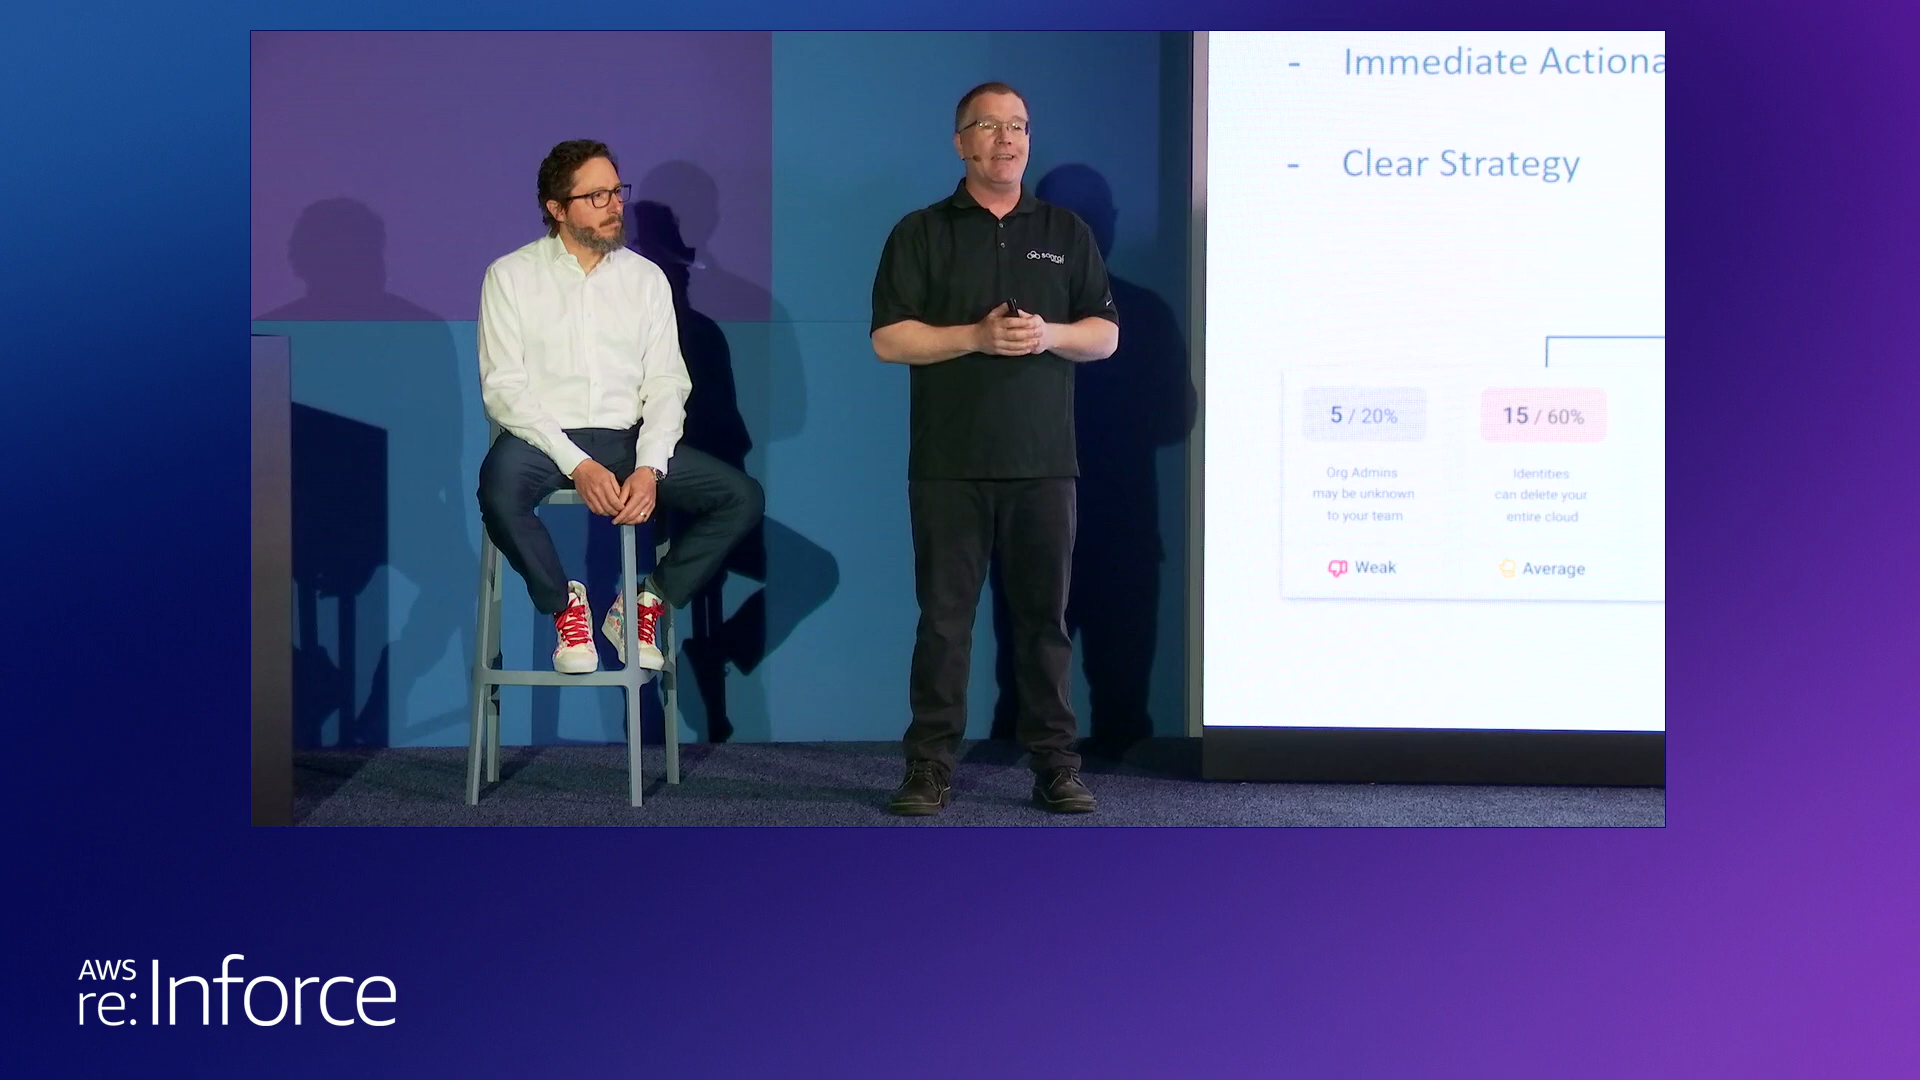 - Immediate Actiona
- Clear Strategy
5 / 20%
Org Admins
may be unknown
to your team
Weak
15 / 60%
Identities
can delete your
entire cloud
Average
AWS
re:Inforce